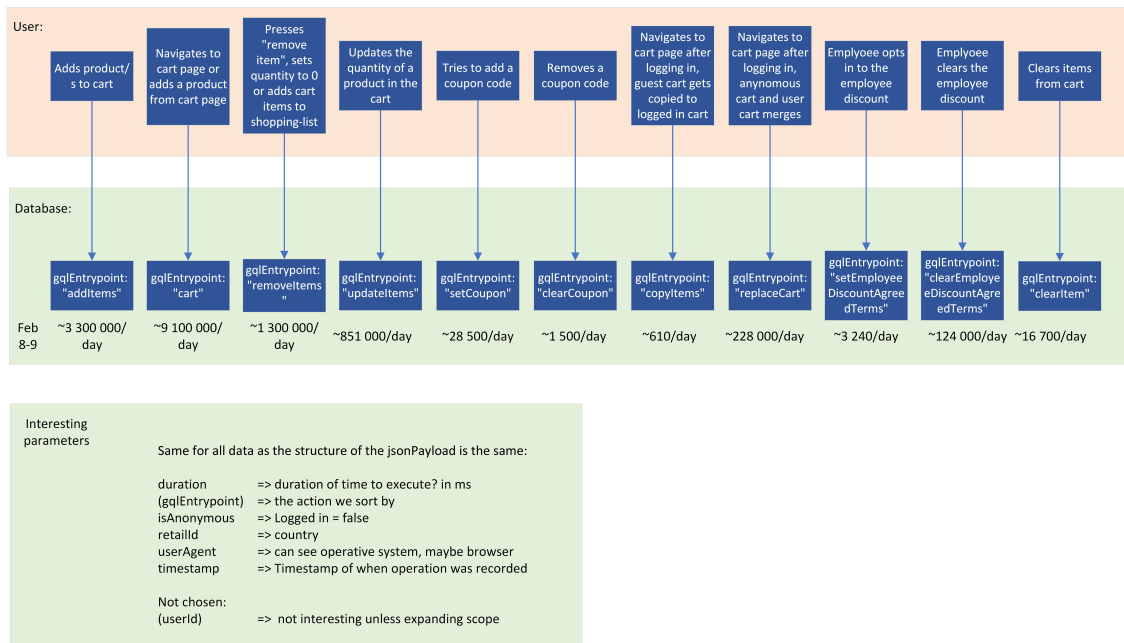 User:
Adds product/
s to cart
Navigates to
cart page or
adds a product
from cart page
Presses
"remove
item", sets
quantity to 0
or adds cart
items to
shopping-list
Updates the
quantity of a
product in the
cart
Tries to add a
coupon code
Removes a
coupon code
Navigates to
cart page after
logging in,
guest cart gets
copied to
logged in cart
Navigates to
cart page after
logging in,
anynomous
cart and user
cart merges
Emplyoee opts
in to the
employee
discount
Emplyoee
clears the
employee
discount
Clears items
from cart
Database:
gqlEntrypoint:
"addItems"
gqlEntrypoint:
"cart"
gqlEntrypoint:
"removeItems
"
gqlEntrypoint:
"updateItems"
gqlEntrypoint:
"setCoupon"
gqlEntrypoint:
"clearCoupon"
gqlEntrypoint:
"copyItems"
gqlEntrypoint:
"replaceCart"
gqlEntrypoint:
"setEmployee
DiscountAgree
dTerms"
gqlEntrypoint:
"clearEmploye
eDiscountAgre
edTerms"
gqlEntrypoint:
"clearItem"
Feb
8-9
~3 300 000/
day
~9 100 000/
day
~1 300 000/
day
~851 000/day
~28 500/day
~1 500/day
~610/day
~228 000/day
~3 240/day
~124 000/day
~16 700/day
Interesting
parameters
Same for all data as the structure of the jsonPayload is the same:
duration => duration of time to execute? in ms
(gqlEntrypoint) => the action we sort by
isAnonymous => Logged in = false
retailId => country
userAgent => can see operative system, maybe browser
timestamp => Timestamp of when operation was recorded
Not chosen:
(userId) => not interesting unless expanding scope